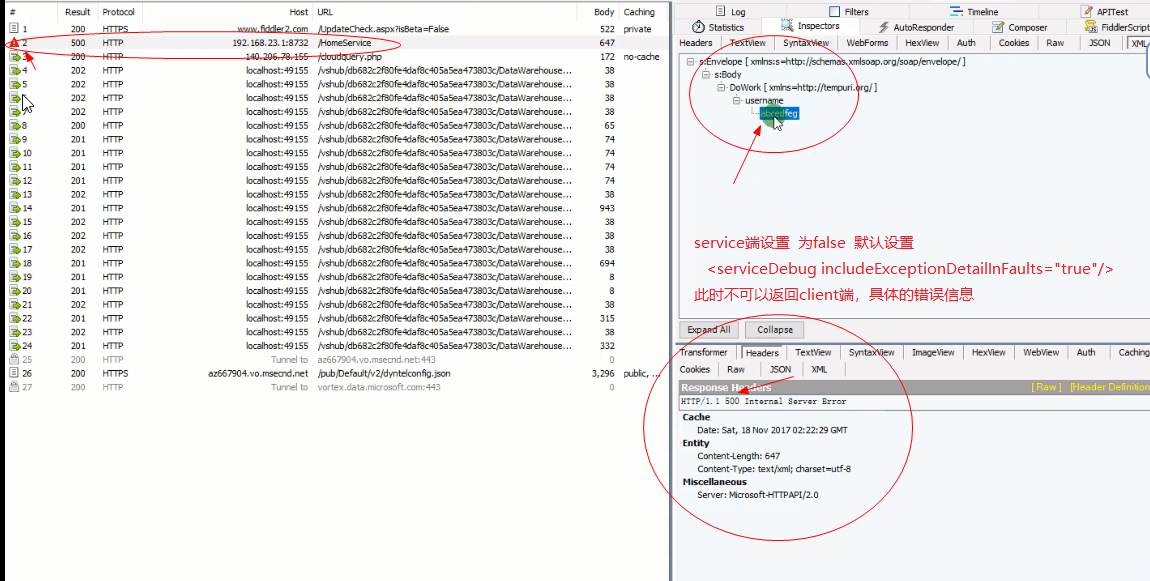 # Result Protocol Host URL Body Caching
1 200 HTTPS www.fiddler2.com /UpdateCheck.aspx?isBeta=False 522 private
2 500 HTTP 192.168.23.1:8732 /HomeService 647
3 200 HTTP 140.206.78.155 /cloudquery.php 172 no-cache
4 202 HTTP localhost:49155 /vshub/db682c2f80fe4daf8c405a5ea473803c/DataWarehouse... 38
5 202 HTTP localhost:49155 /vshub/db682c2f80fe4daf8c405a5ea473803c/DataWarehouse... 38
202 HTTP localhost:49155 /vshub/db682c2f80fe4daf8c405a5ea473803c/DataWarehouse... 38
202 HTTP localhost:49155 /vshub/db682c2f80fe4daf8c405a5ea473803c/DataWarehouse... 38
8 200 HTTP localhost:49155 /vshub/db682c2f80fe4daf8c405a5ea473803c/DataWarehouse... 65
9 201 HTTP localhost:49155 /vshub/db682c2f80fe4daf8c405a5ea473803c/DataWarehouse... 74
10 201 HTTP localhost:49155 /vshub/db682c2f80fe4daf8c405a5ea473803c/DataWarehouse... 74
11 201 HTTP localhost:49155 /vshub/db682c2f80fe4daf8c405a5ea473803c/DataWarehouse... 74
12 201 HTTP localhost:49155 /vshub/db682c2f80fe4daf8c405a5ea473803c/DataWarehouse... 74
13 202 HTTP localhost:49155 /vshub/db682c2f80fe4daf8c405a5ea473803c/DataWarehouse... 38
14 201 HTTP localhost:49155 /vshub/db682c2f80fe4daf8c405a5ea473803c/DataWarehouse... 943
15 202 HTTP localhost:49155 /vshub/db682c2f80fe4daf8c405a5ea473803c/DataWarehouse... 38
16 202 HTTP localhost:49155 /vshub/db682c2f80fe4daf8c405a5ea473803c/DataWarehouse... 38
17 202 HTTP localhost:49155 /vshub/db682c2f80fe4daf8c405a5ea473803c/DataWarehouse... 38
18 200 HTTP localhost:49155 /vshub/db682c2f80fe4daf8c405a5ea473803c/DataWarehouse... 694
19 201 HTTP localhost:49155 /vshub/db682c2f80fe4daf8c405a5ea473803c/DataWarehouse... 8
20 201 HTTP localhost:49155 /vshub/db682c2f80fe4daf8c405a5ea473803c/DataWarehouse... 8
21 202 HTTP localhost:49155 /vshub/db682c2f80fe4daf8c405a5ea473803c/DataWarehouse... 38
22 201 HTTP localhost:49155 /vshub/db682c2f80fe4daf8c405a5ea473803c/DataWarehouse... 315
23 202 HTTP localhost:49155 /vshub/db682c2f80fe4daf8c405a5ea473803c/DataWarehouse... 38
24 201 HTTP localhost:49155 /vshub/db682c2f80fe4daf8c405a5ea473803c/DataWarehouse... 332
25 200 HTTP Tunnel to az667904.vo.msecnd.net:443 0
26 200 HTTPS az667904.vo.msecnd.net /pub/Default/v2/dyntelconfig.json 3,296 public, ...
27 200 HTTP Tunnel to vortex.data.microsoft.com:443 0
Log Filters Timeline APITest
Statistics Inspectors AutoResponder Composer FiddlerScript
Headers TextView SyntaxView WebForms HexView Auth Cookies Raw JSON XML
s:Envelope [ xmlns:s=http://schemas.xmlsoap.org/soap/envelope/ ]
s:Body
DoWork [ xmlns=http://tempuri.org/ ]
username
abcedfeg
service端设置 为false 默认设置
<serviceDebug includeExceptionDetailInFaults="true"/>
此时不可以返回client端，具体的错误信息
Expand All Collapse
Transformer Headers TextView SyntaxView ImageView HexView WebView Auth Caching
Cookies Raw JSON XML
Response Headers [ Raw ] [Header Definition
HTTP/1.1 500 Internal Server Error
Cache
Date: Sat, 18 Nov 2017 02:22:29 GMT
Entity
Content-Length: 647
Content-Type: text/xml; charset=utf-8
Miscellaneous
Server: Microsoft-HTTPAPI/2.0